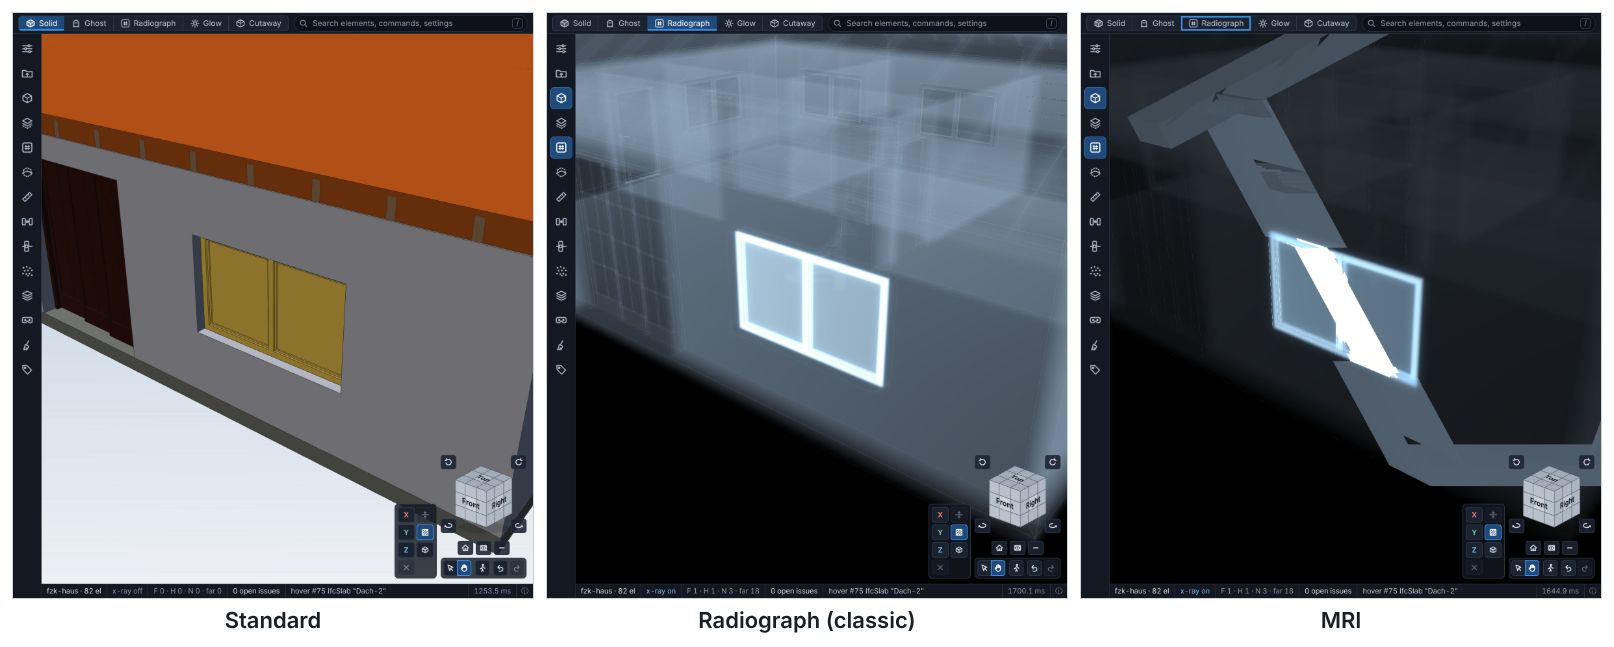 Solid Ghost Radiograph Glow Cutaway Search elements, commands, settings /
Top
Front Right
X
Y
Z
fzk-haus · 82 el x-ray off F 0 · H 0 · N 0 · far 0 0 open issues hover #75 IfcSlab "Dach-2" 1253.5 ms
Standard
Solid Ghost Radiograph Glow Cutaway Search elements, commands, settings /
Top
Front Right
X
Y
Z
fzk-haus · 82 el x-ray on F 1 · H 1 · N 3 · far 18 0 open issues hover #75 IfcSlab "Dach-2" 1700.1 ms
Radiograph (classic)
Solid Ghost Radiograph Glow Cutaway Search elements, commands, settings /
Top
Front Right
X
Y
Z
fzk-haus · 82 el x-ray on F 1 · H 1 · N 3 · far 18 0 open issues hover #75 IfcSlab "Dach-2" 1644.9 ms
MRI